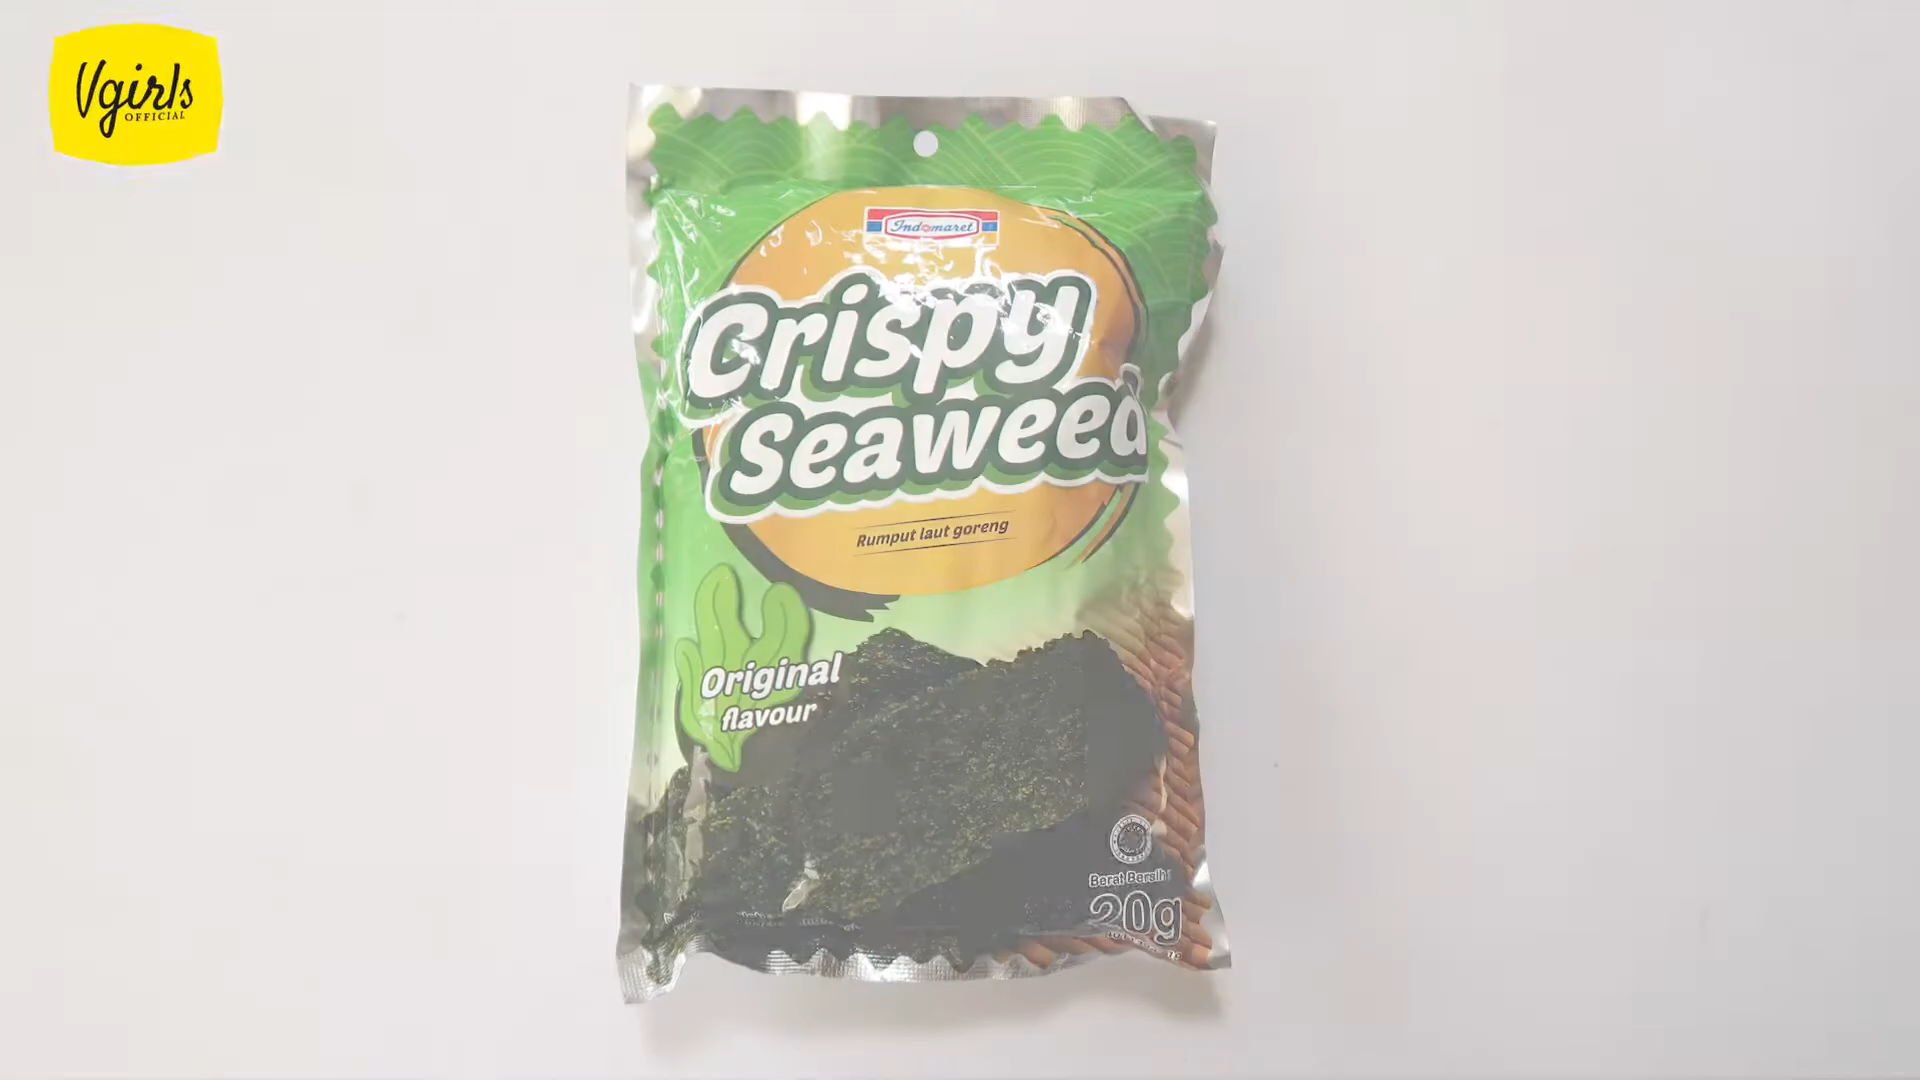 Vgirls
OFFICIAL
Indomaret
Crispy
Seaweed
Rumput laut goreng
Original
flavour
Berat Bersih
20g